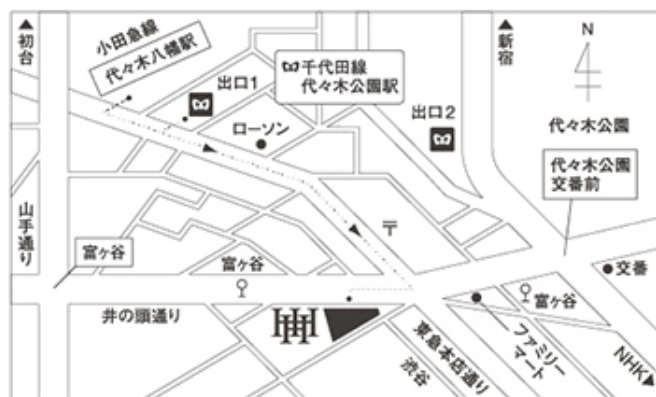 ▲初台
小田急線
代々木八幡駅
出口1
千代田線
代々木公園駅
▲新宿
N
ローソン
出口2
代々木公園
代々木公園
交番前
山手通り
富ヶ谷
富ヶ谷
〒
交番
富ヶ谷
井の頭通り
HH
東急本店通り
渋谷
ファミリー
マート
NHK▲